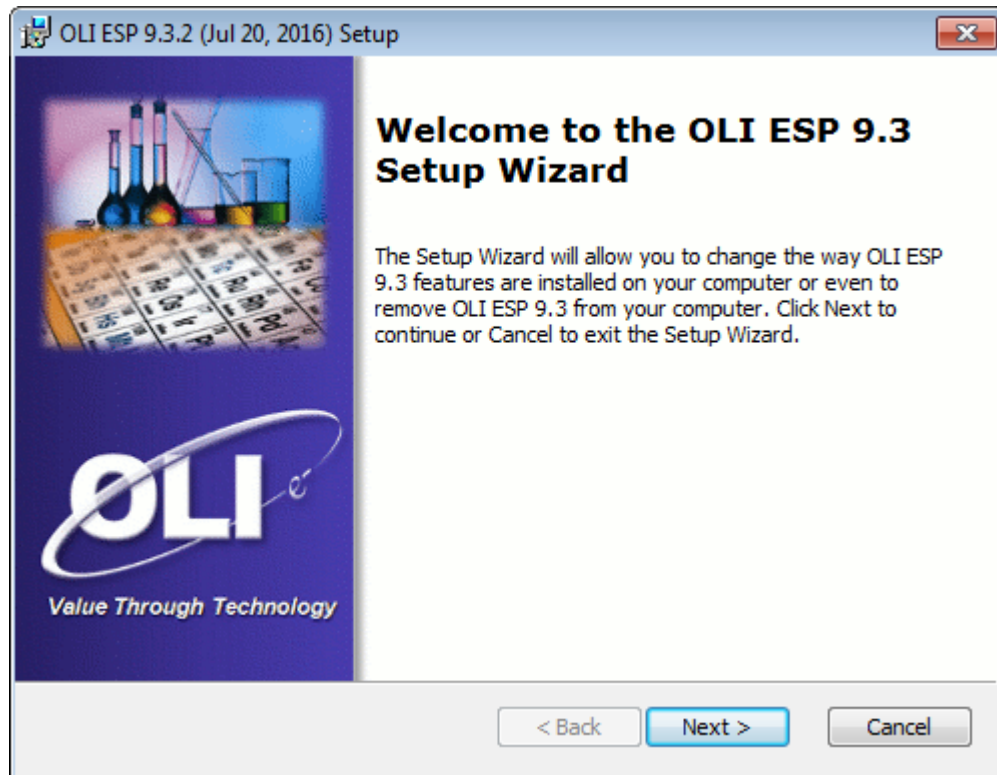 OLI ESP 9.3.2 (Jul 20, 2016) Setup
Welcome to the OLI ESP 9.3
Setup Wizard
The Setup Wizard will allow you to change the way OLI ESP
9.3 features are installed on your computer or even to
remove OLI ESP 9.3 from your computer. Click Next to
continue or Cancel to exit the Setup Wizard.
OLI
e-
Value Through Technology
< Back
Next >
Cancel